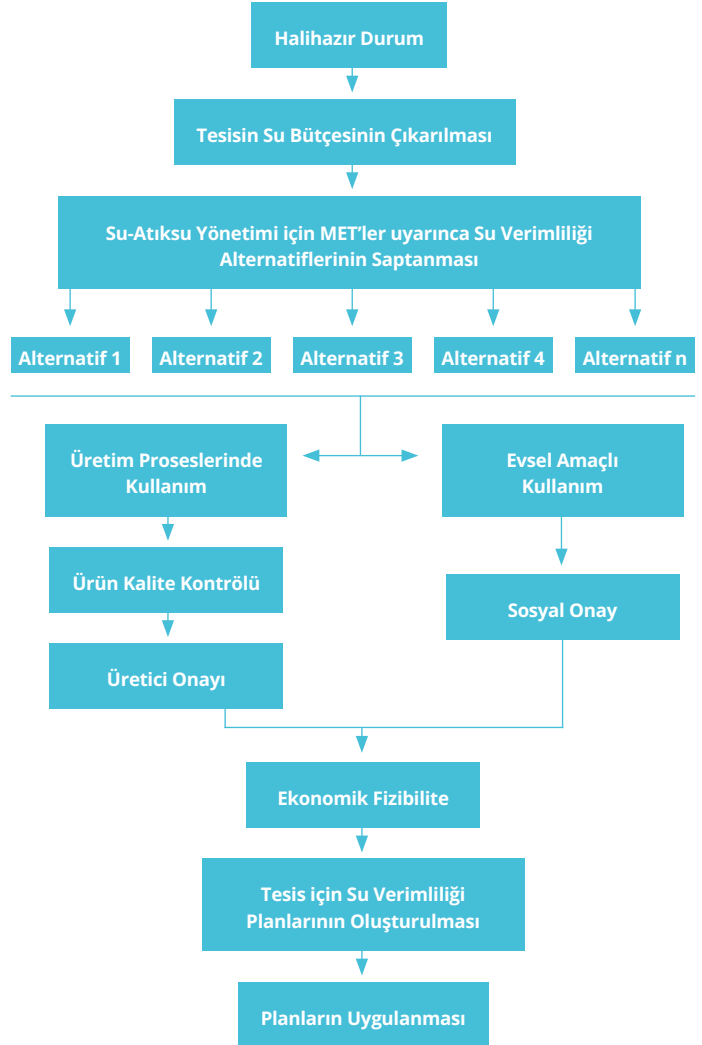 Halihazır Durum
Tesisin Su Bütçesinin Çıkarılması
Su-Atıksu Yönetimi için MET’ler uyarınca Su Verimliliği
Alternatiflerinin Saptanması
Alternatif 1
Alternatif 2
Alternatif 3
Alternatif 4
Alternatif n
Üretim Proseslerinde
Kullanım
Evsel Amaçlı
Kullanım
Ürün Kalite Kontrölü
Sosyal Onay
Üretici Onayı
Ekonomik Fizibilite
Tesis için Su Verimliliği
Planlarının Oluşturulması
Planların Uygulanması